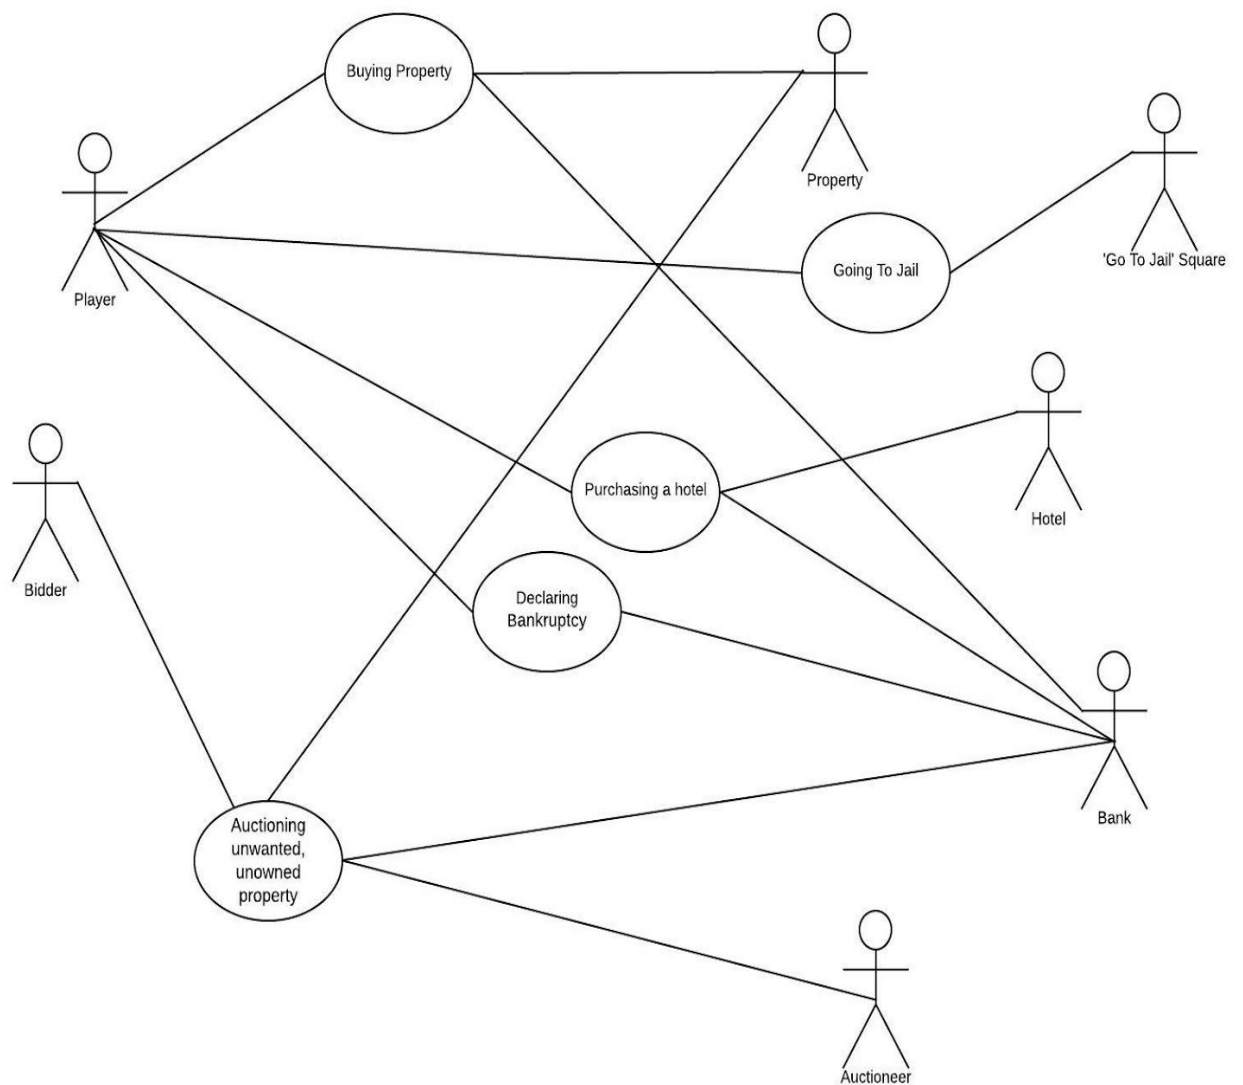 Buying Property
Property
'Go To Jail' Square
Going To Jail
Player
Purchasing a hotel
Hotel
Bidder
Declaring
Bankruptcy
Bank
Auctioning
unwanted,
unowned
property
Auctioneer